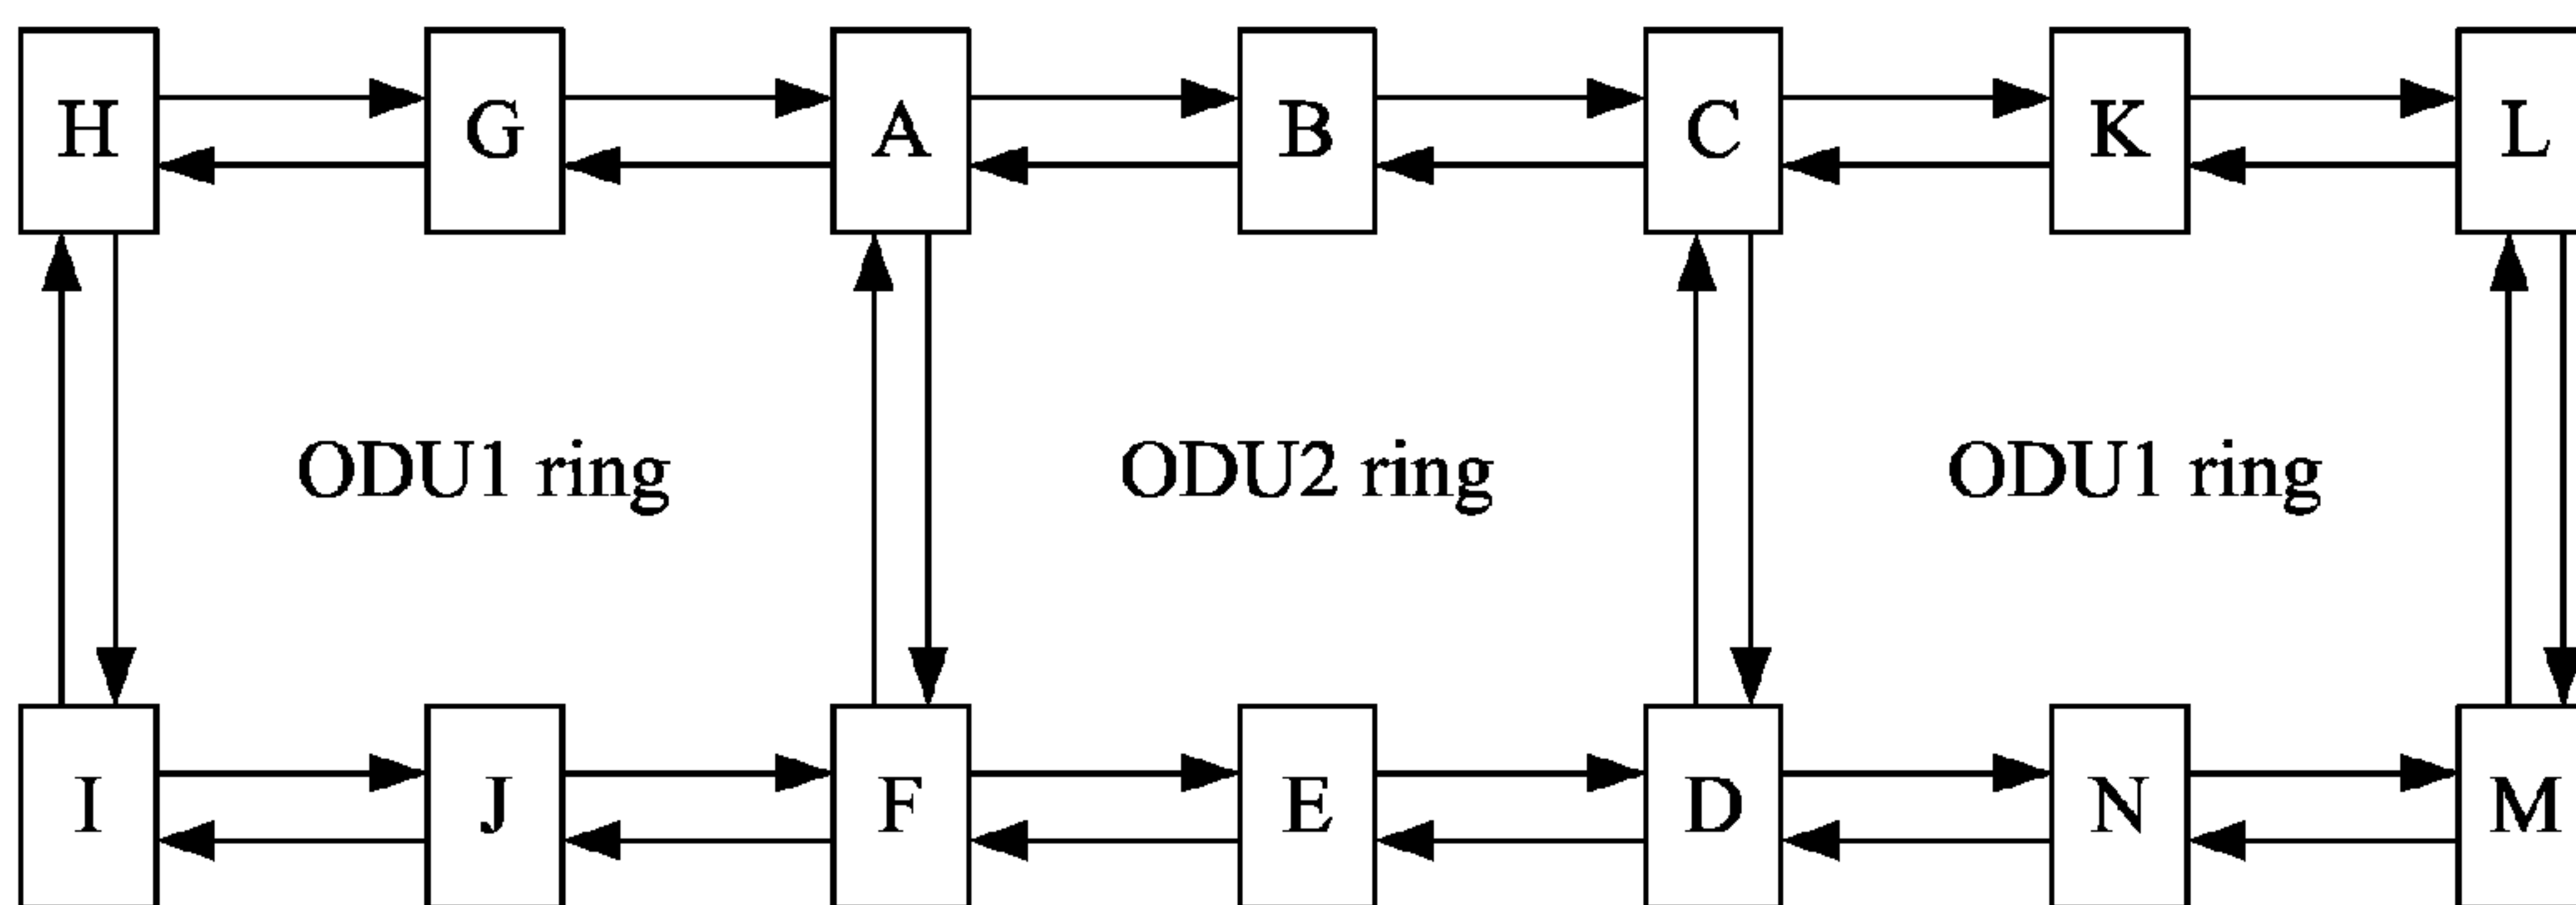 H G A B C K L
ODU1 ring ODU2 ring ODU1 ring
I J F E D N M